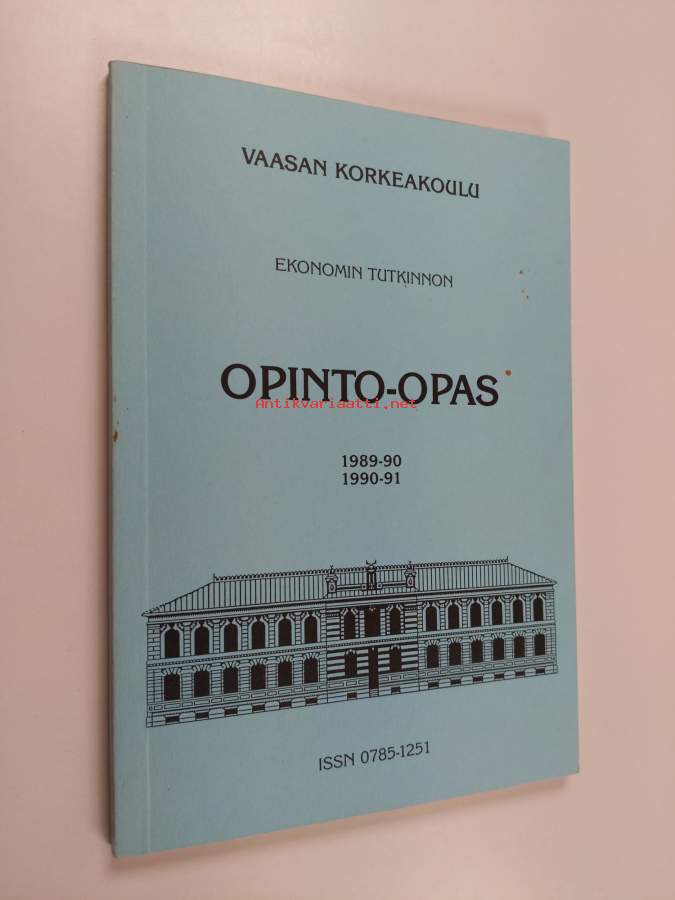 VAASAN KORKEAKOULU
EKONOMIN TUTKINNON
OPINTO-OPAS
Antikvariaatti.net
1989-90
1990-91
ISSN 0785-1251